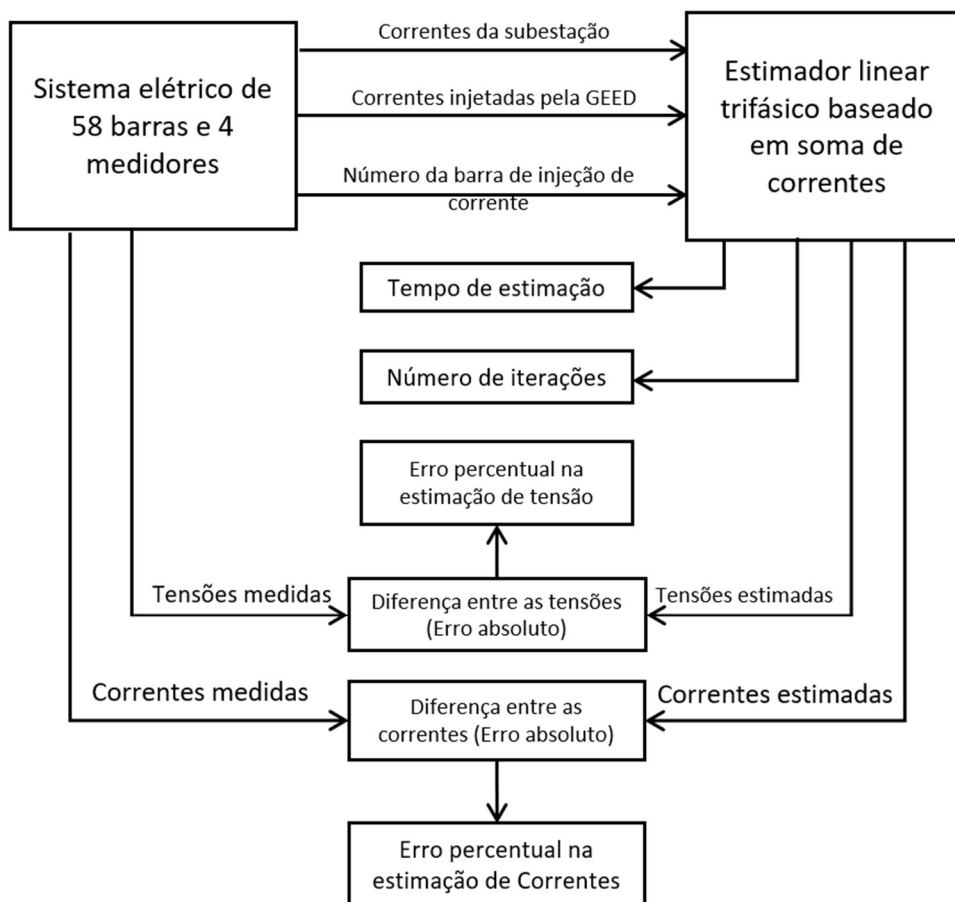 Sistema elétrico de
58 barras e 4
medidores
Correntes da subestação
Correntes injetadas pela GEED
Número da barra de injeção de
corrente
Estimador linear
trifásico baseado
em soma de
correntes
Tempo de estimação
Número de iterações
Erro percentual na
estimação de tensão
Tensões medidas
Diferença entre as tensões
(Erro absoluto)
Tensões estimadas
Correntes medidas
Diferença entre as
correntes (Erro absoluto)
Correntes estimadas
Erro percentual na
estimação de Correntes